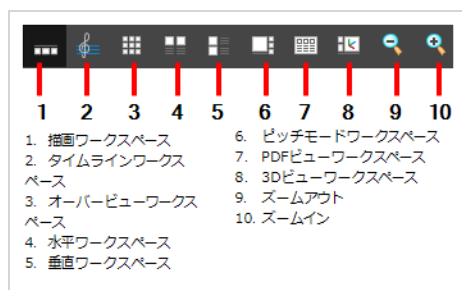 1 2 3 4 5 6 7 8 9 10
1. 描画ワークスペース
2. タイムラインワークス
ペース
3. オーバービューワークス
ペース
4. 水平ワークスペース
5. 垂直ワークスペース
6. ピッチモードワークスペース
7. PDFビューワークスペース
8. 3Dビューワークスペース
9. ズームアウト
10. ズームイン